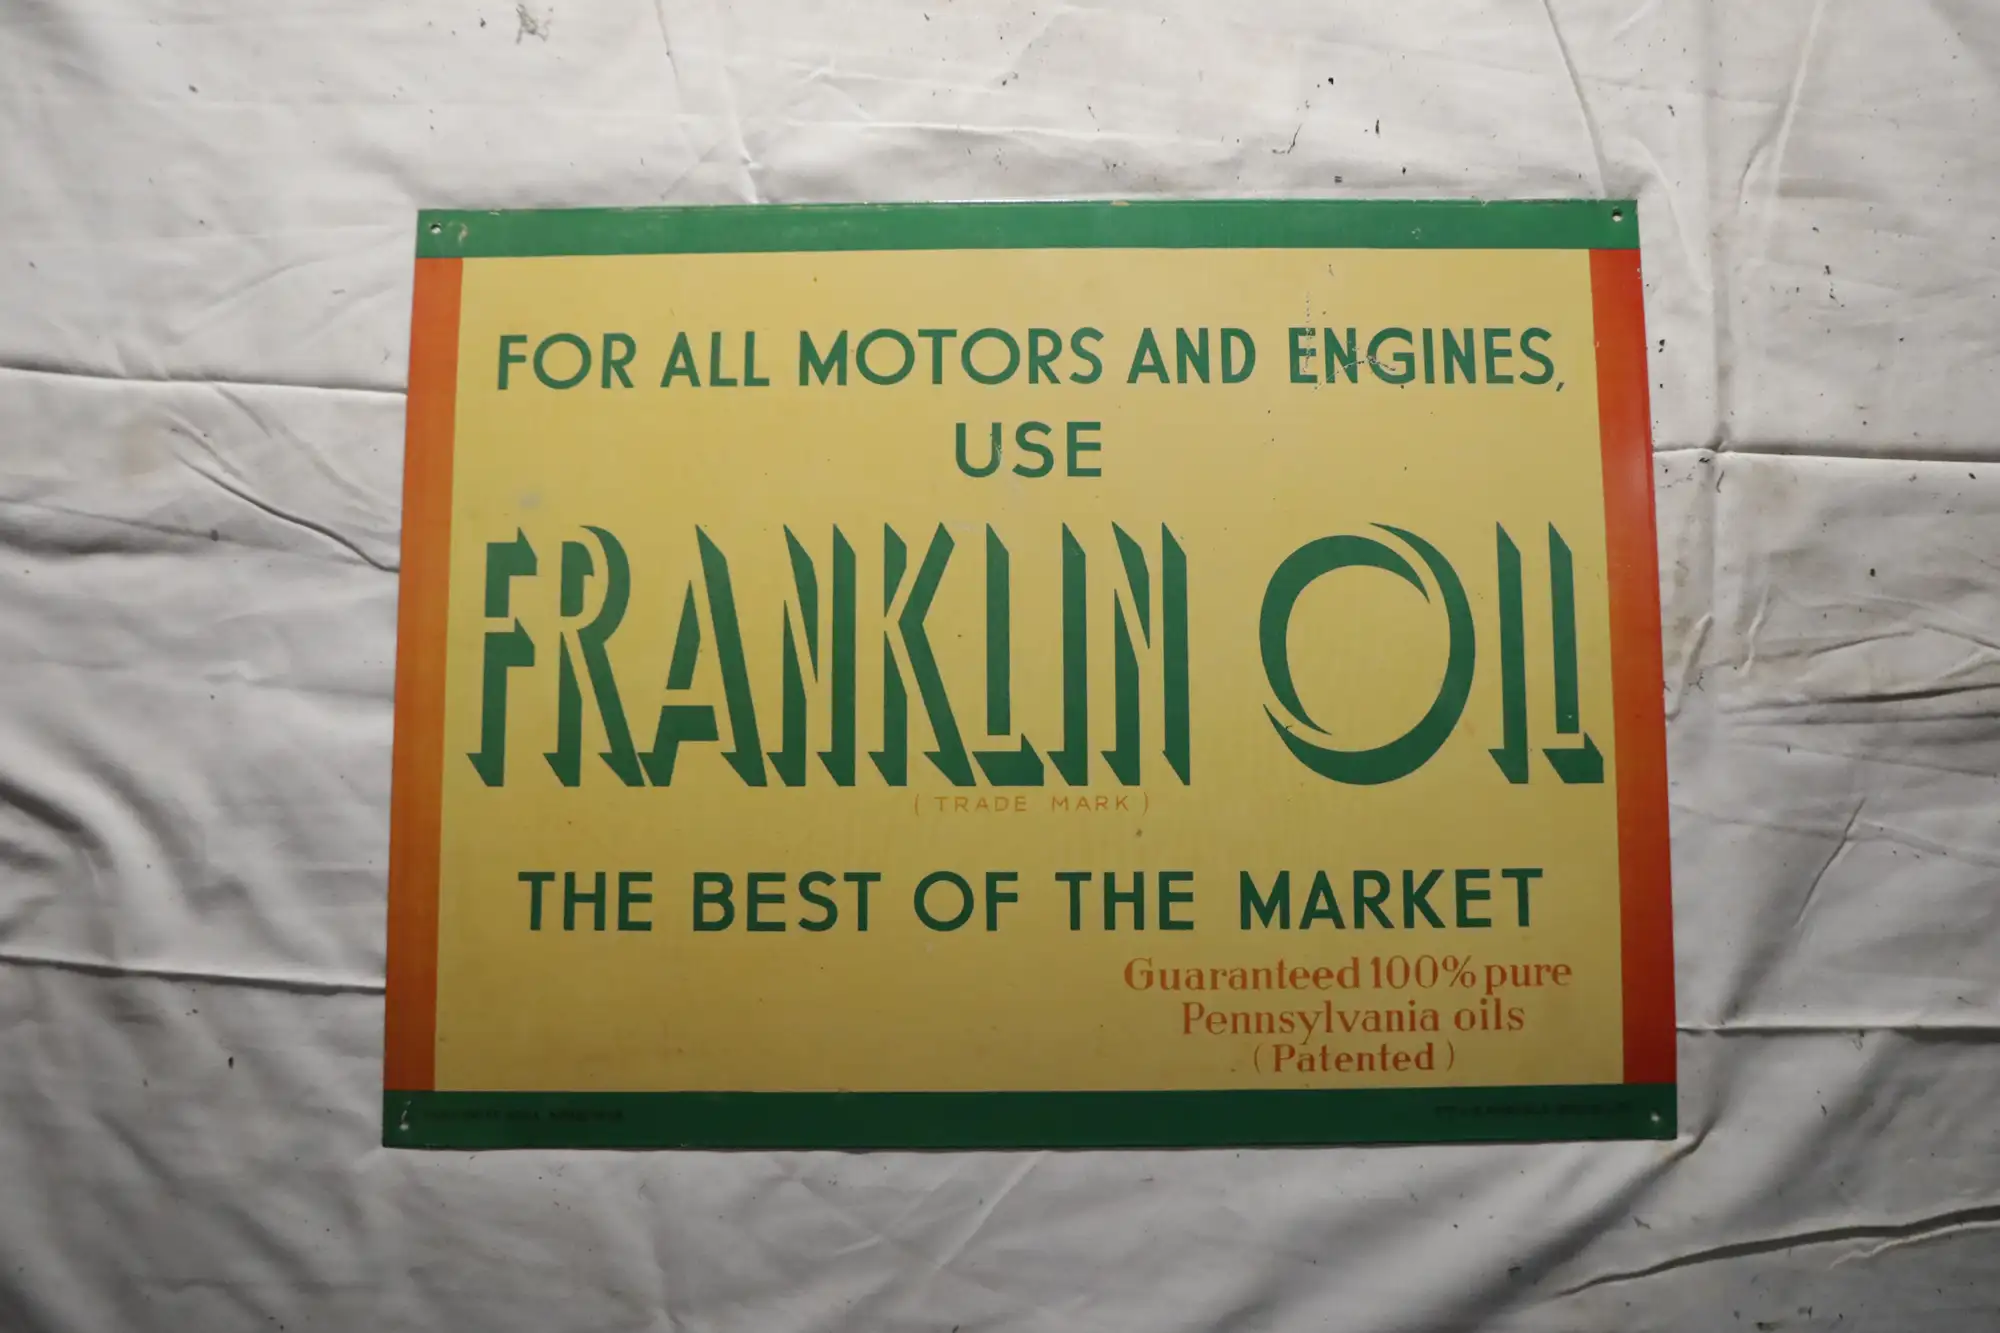 FOR ALL MOTORS AND ENGINES,
USE
FRANKLIN OIL
( TRADE MARK )
THE BEST OF THE MARKET
Guaranteed 100% pure
Pennsylvania oils
( Patented )